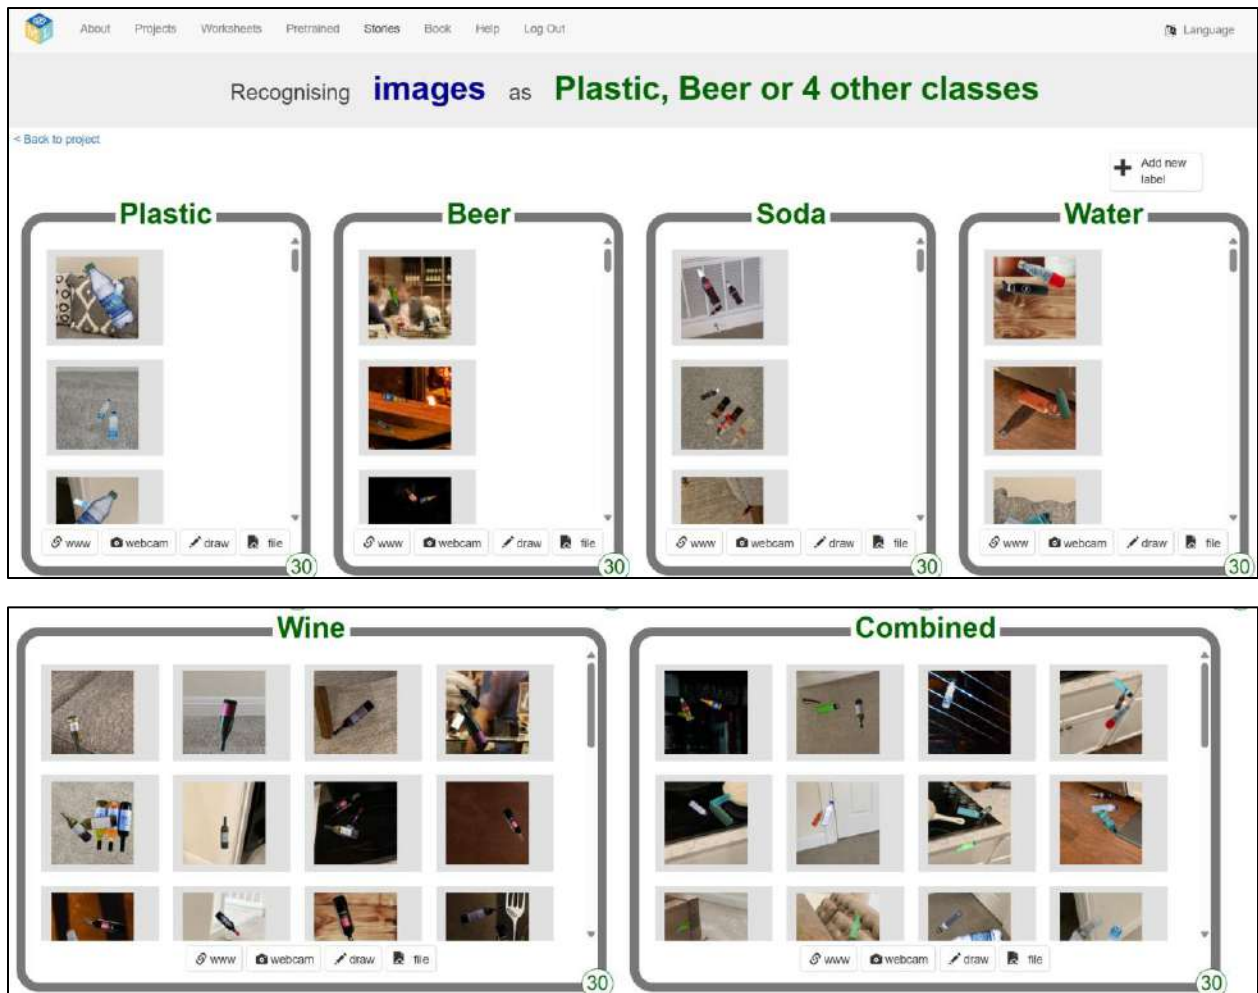 About Projects Worksheets Pretrained Stories Book Help Log Out Language
Recognising images as Plastic, Beer or 4 other classes
< Back to project
Add new
label
Plastic Beer Soda Water
www webcam draw file www webcam draw file www webcam draw file www webcam draw file
30 30 30 30
Wine Combined
www webcam draw file www webcam draw file
30 30